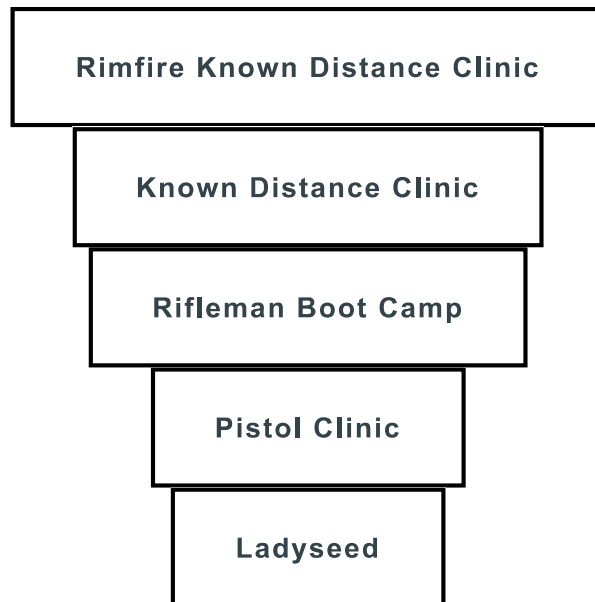 Rimfire Known Distance Clinic
Known Distance Clinic
Rifleman Boot Camp
Pistol Clinic
Ladyseed